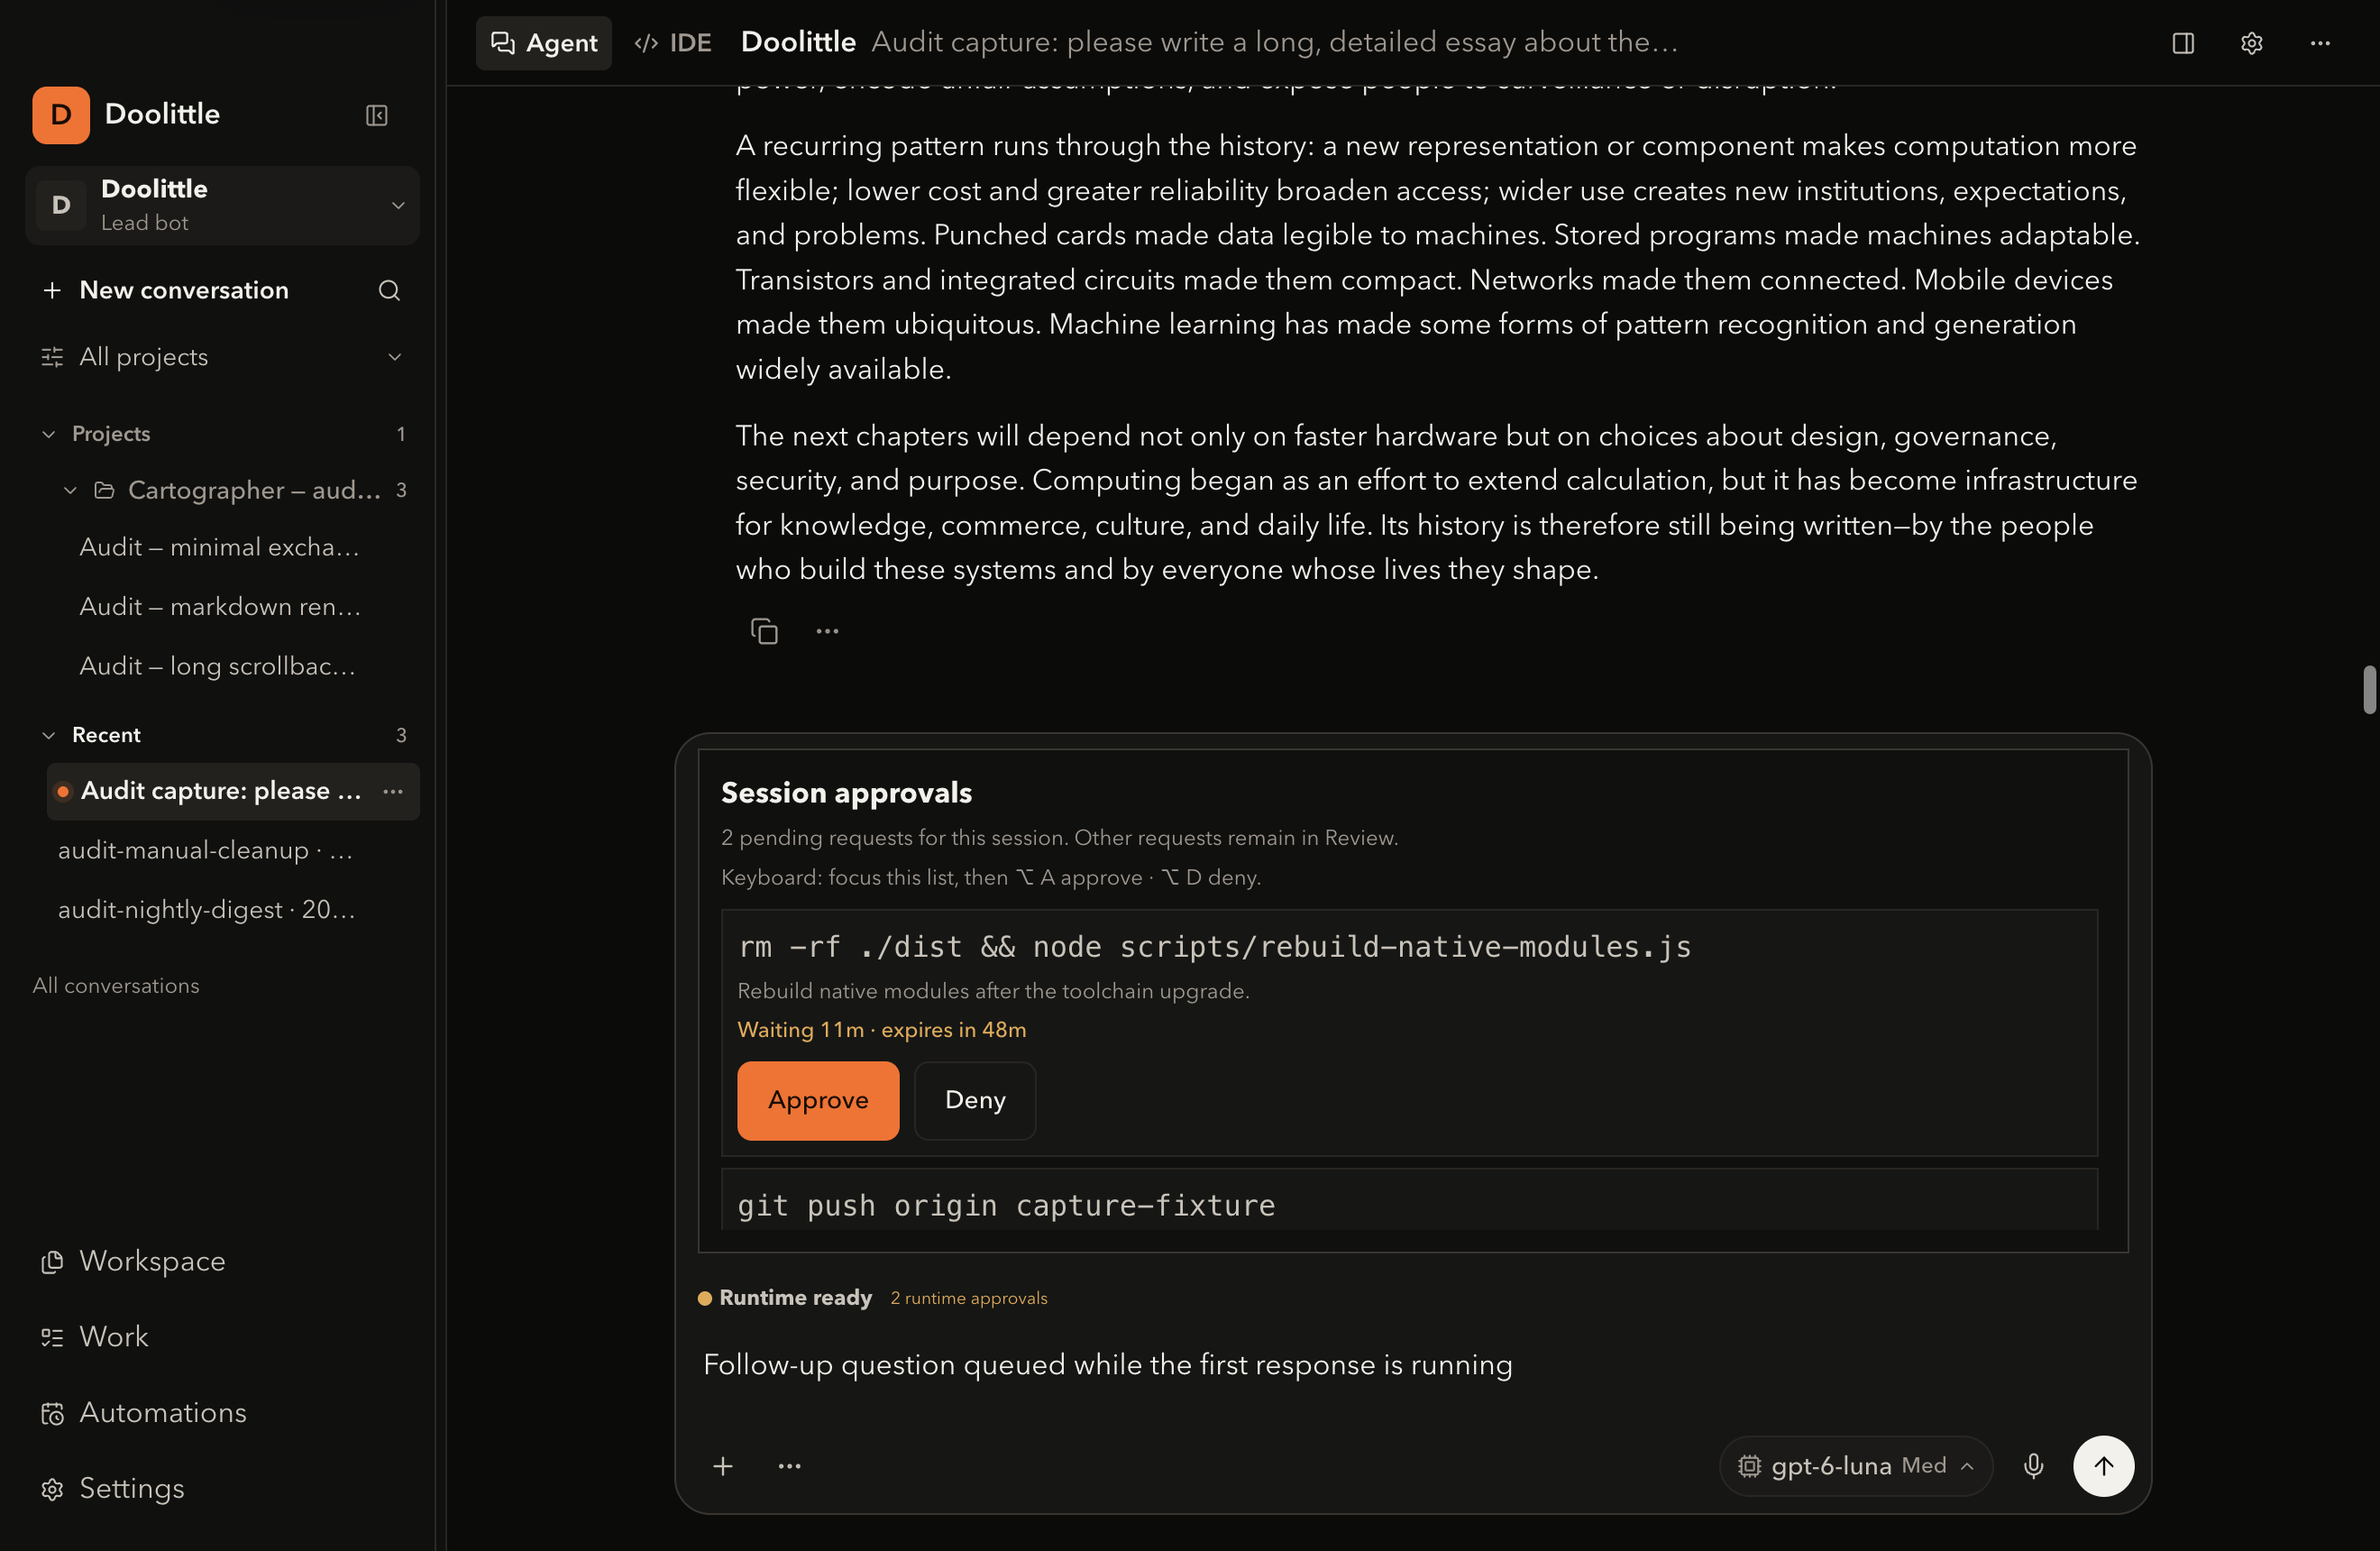 D Doolittle
D Doolittle
Lead bot
New conversation
All projects
Projects 1
Cartographer – aud... 3
Audit – minimal excha...
Audit – markdown ren...
Audit – long scrollbac...
Recent 3
Audit capture: please ...
audit-manual-cleanup · ...
audit-nightly-digest · 20...
All conversations
Workspace
Work
Automations
Settings
Agent </> IDE Doolittle Audit capture: please write a long, detailed essay about the...
power, encode unfair assumptions, and expose people to surveillance or disruption.
A recurring pattern runs through the history: a new representation or component makes computation more
flexible; lower cost and greater reliability broaden access; wider use creates new institutions, expectations,
and problems. Punched cards made data legible to machines. Stored programs made machines adaptable.
Transistors and integrated circuits made them compact. Networks made them connected. Mobile devices
made them ubiquitous. Machine learning has made some forms of pattern recognition and generation
widely available.
The next chapters will depend not only on faster hardware but on choices about design, governance,
security, and purpose. Computing began as an effort to extend calculation, but it has become infrastructure
for knowledge, commerce, culture, and daily life. Its history is therefore still being written—by the people
who build these systems and by everyone whose lives they shape.
Session approvals
2 pending requests for this session. Other requests remain in Review.
Keyboard: focus this list, then ⌥ A approve · ⌥ D deny.
rm -rf ./dist && node scripts/rebuild-native-modules.js
Rebuild native modules after the toolchain upgrade.
Waiting 11m · expires in 48m
Approve Deny
git push origin capture-fixture
Runtime ready 2 runtime approvals
Follow-up question queued while the first response is running
gpt-6-luna Med